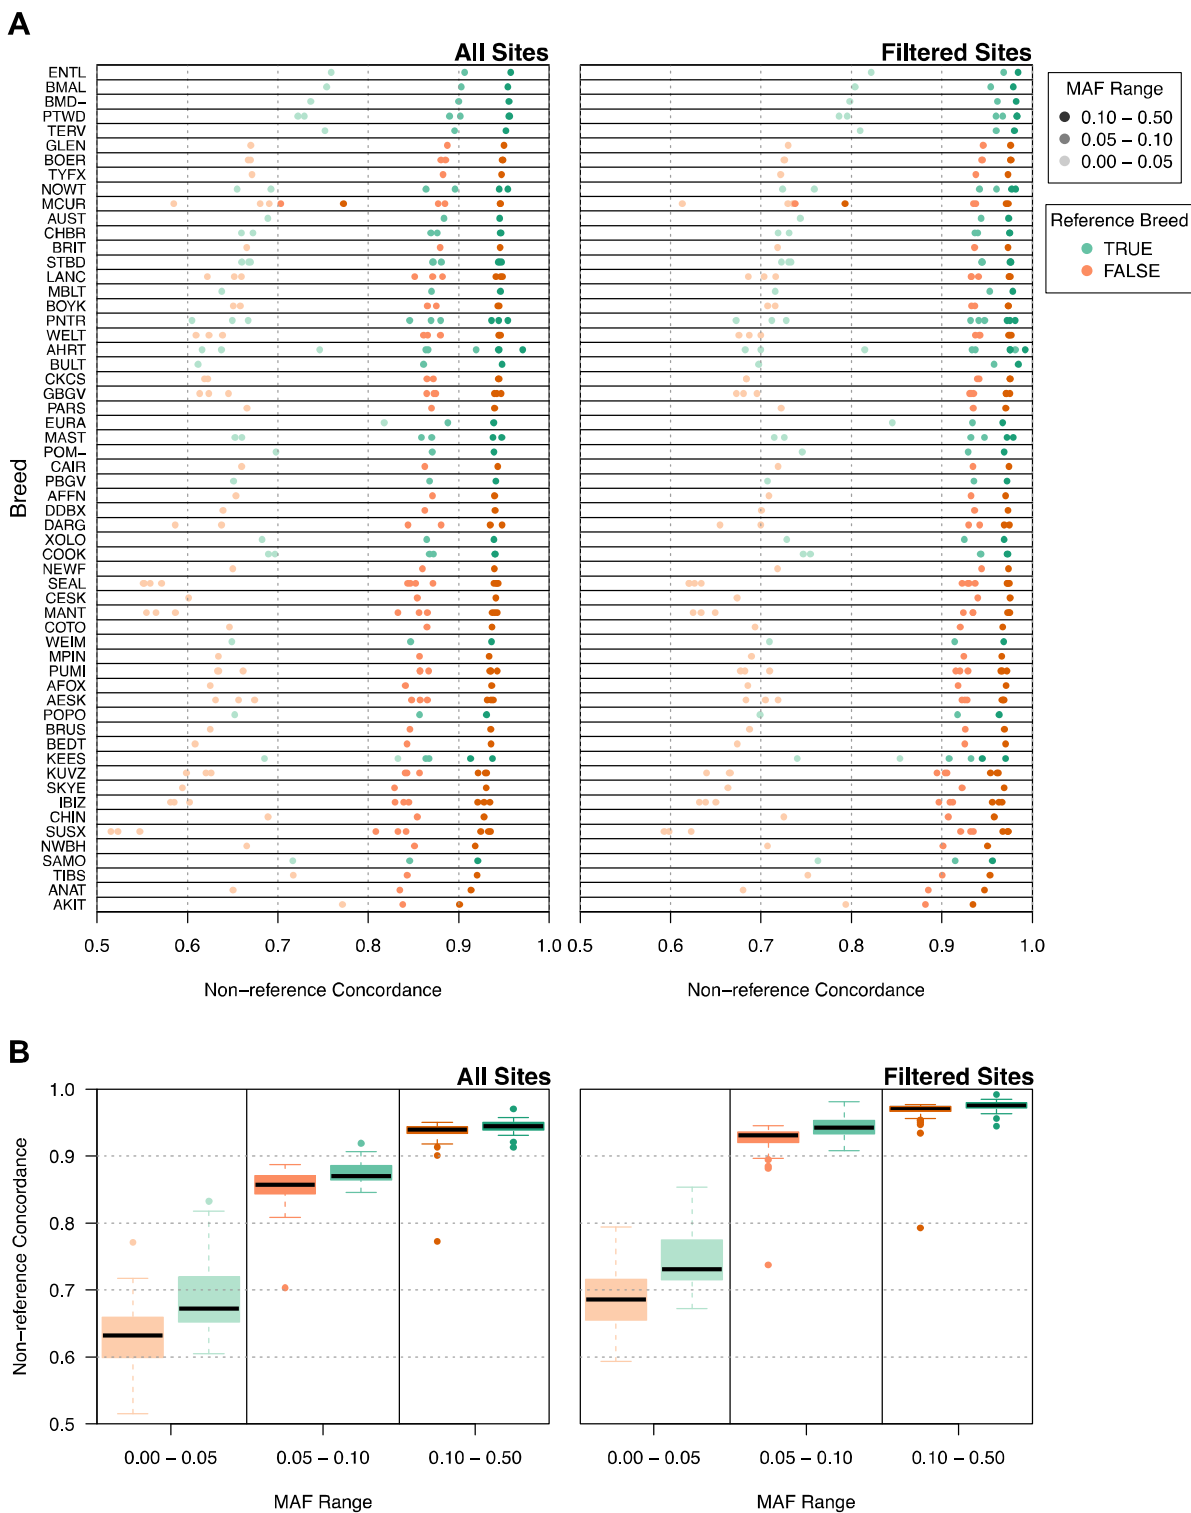 A
All Sites
Filtered Sites
ENTL
BMAL
BMD−
PTWD
TERV
GLEN
BOER
TYFX
NOWT
MCUR
AUST
CHBR
BRIT
STBD
LANC
MBLT
BOYK
PNTR
WELT
AHRT
BULT
CKCS
GBGV
PARS
EURA
MAST
POM−
CAIR
PBGV
AFFN
DDBX
DARG
XOLO
COOK
NEWF
SEAL
CESK
MANT
COTO
WEIM
MPIN
PUMI
AFOX
AESK
POPO
BRUS
BEDT
KEES
KUVZ
SKYE
IBIZ
CHIN
SUSX
NWBH
SAMO
TIBS
ANAT
AKIT
Breed
0.5 0.6 0.7 0.8 0.9 1.0
0.5 0.6 0.7 0.8 0.9 1.0
Non−reference Concordance
Non−reference Concordance
MAF Range
0.10 − 0.50
0.05 − 0.10
0.00 − 0.05
Reference Breed
TRUE
FALSE
B
All Sites
Filtered Sites
1.0
0.9
0.8
0.7
0.6
0.5
Non−reference Concordance
0.00 − 0.05 0.05 − 0.10 0.10 − 0.50
0.00 − 0.05 0.05 − 0.10 0.10 − 0.50
MAF Range
MAF Range